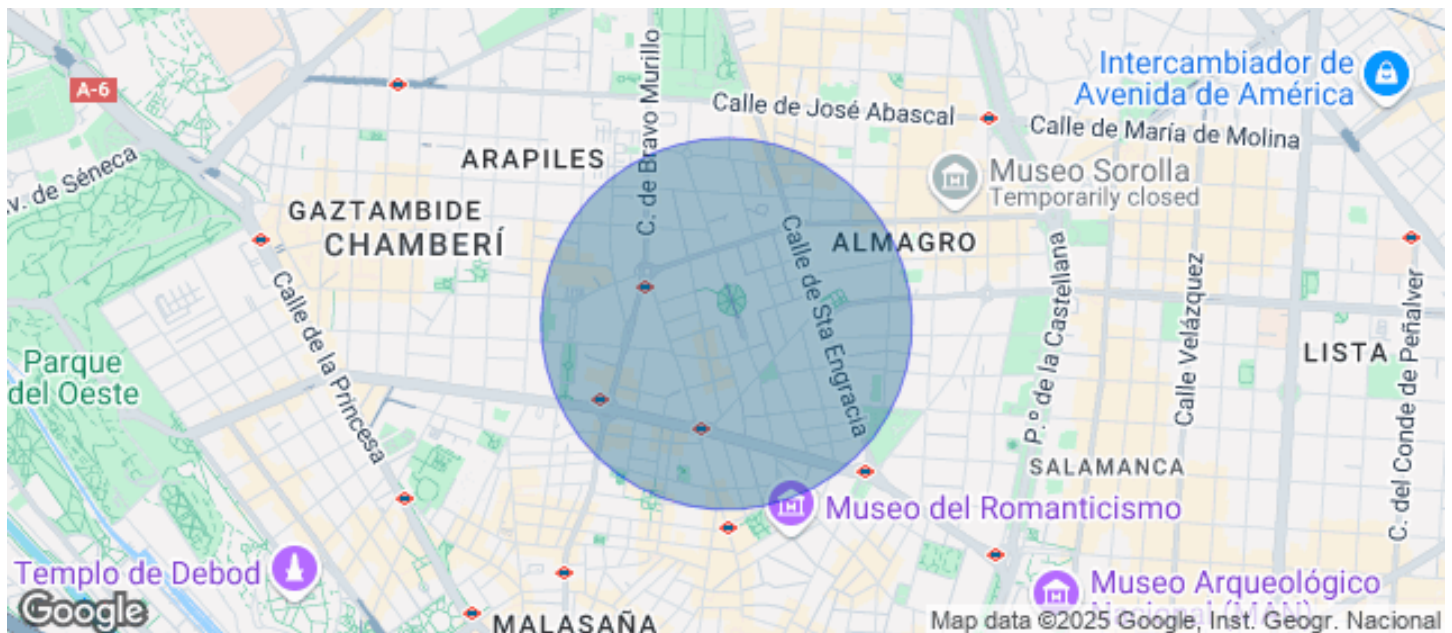 A-6
Intercambiador de
Avenida de América
Calle de José Abascal
Calle de María de Molina
C. de Bravo Murillo
ARAPILES
Museo Sorolla
Temporarily closed
Av. de Séneca
GAZTAMBIDE
CHAMBERÍ
ALMAGRO
Calle de Sta Engracia
Calle de la Princesa
P.º de la Castellana
Calle Velázquez
C. del Conde de Peñalver
LISTA
Parque
del Oeste
SALAMANCA
Museo del Romanticismo
Templo de Debod
Museo Arqueológico
Nacional (MAN)
MALASAÑA
Google
Map data ©2025 Google, Inst. Geogr. Nacional